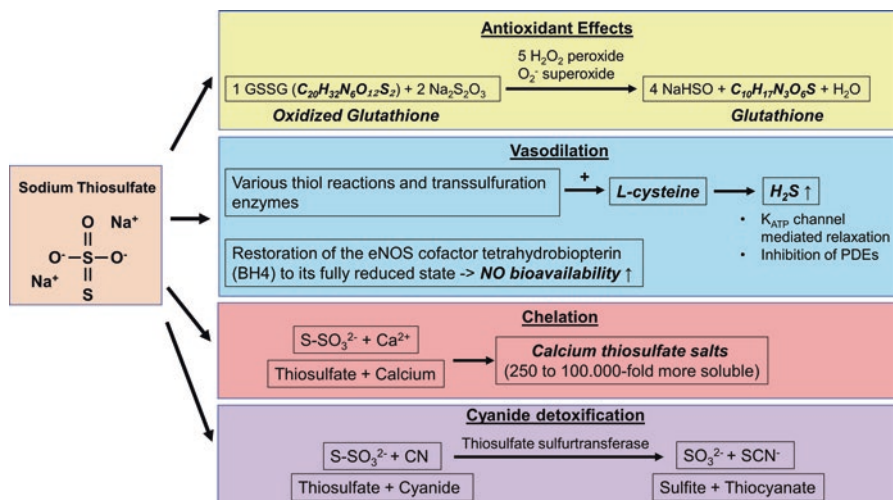 Antioxidant Effects
5 H₂O₂ peroxide
O₂⁻ superoxide
1 GSSG (C₂₀H₃₂N₆O₁₂S₂) + 2 Na₂S₂O₃
4 NaHSO + C₁₀H₁₇N₃O₆S + H₂O
Oxidized Glutathione
Glutathione
Sodium Thiosulfate
O Na⁺
O⁻ S O⁻
Na⁺
S
Vasodilation
Various thiol reactions and transsulfuration
enzymes
+
L-cysteine
H₂S ↑
• K_ATP channel
mediated relaxation
• Inhibition of PDEs
Restoration of the eNOS cofactor tetrahydrobiopterin
(BH4) to its fully reduced state -> NO bioavailability ↑
Chelation
S-SO₃²⁻ + Ca²⁺
Thiosulfate + Calcium
Calcium thiosulfate salts
(250 to 100.000-fold more soluble)
Cyanide detoxification
S-SO₃²⁻ + CN
Thiosulfate sulfurtransferase
SO₃²⁻ + SCN⁻
Thiosulfate + Cyanide
Sulfite + Thiocyanate